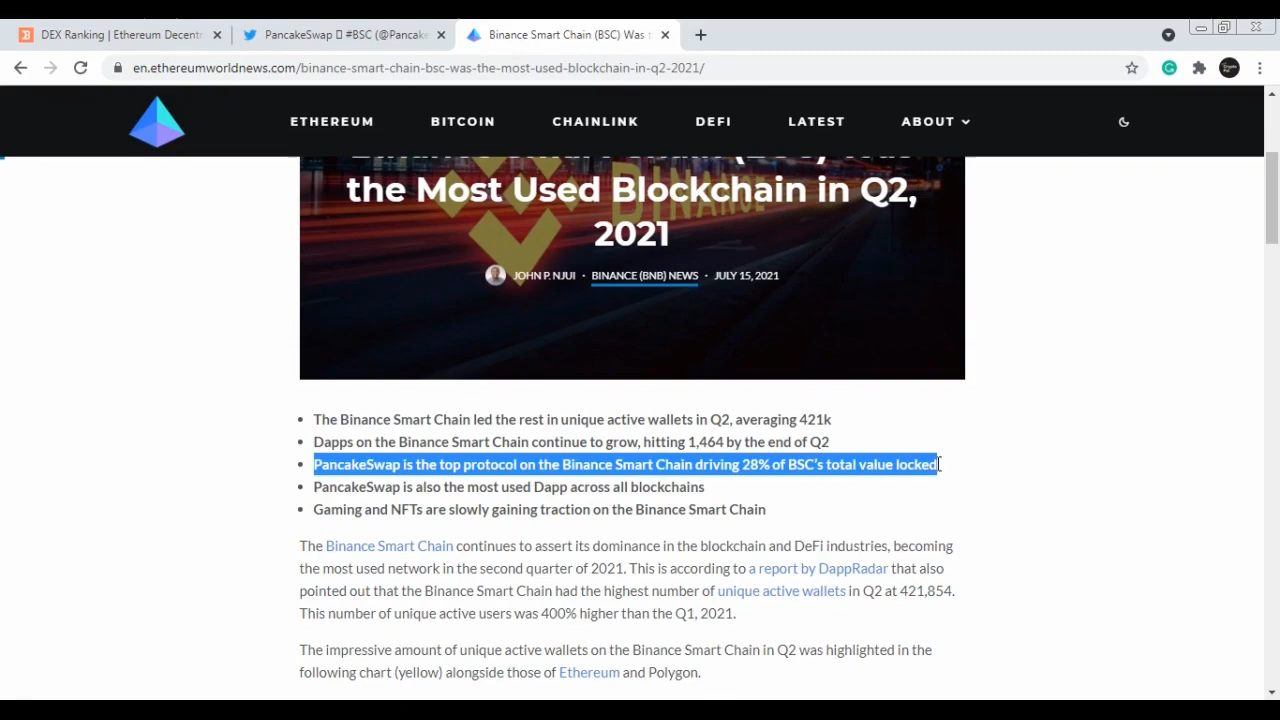 DEX Ranking | Ethereum Decent
PancakeSwap #BSC (@Pancake
Binance Smart Chain (BSC) Was
en.ethereumworldnews.com/binance-smart-chain-bsc-was-the-most-used-blockchain-in-q2-2021/
ETHEREUM
BITCOIN
CHAINLINK
DEFI
LATEST
ABOUT
the Most Used Blockchain in Q2,
2021
JOHN P. NJUI · BINANCE (BNB) NEWS · JULY 15, 2021
• The Binance Smart Chain led the rest in unique active wallets in Q2, averaging 421k
• Dapps on the Binance Smart Chain continue to grow, hitting 1,464 by the end of Q2
• PancakeSwap is the top protocol on the Binance Smart Chain driving 28% of BSC’s total value locked
• PancakeSwap is also the most used Dapp across all blockchains
• Gaming and NFTs are slowly gaining traction on the Binance Smart Chain
The Binance Smart Chain continues to assert its dominance in the blockchain and DeFi industries, becoming
the most used network in the second quarter of 2021. This is according to a report by DappRadar that also
pointed out that the Binance Smart Chain had the highest number of unique active wallets in Q2 at 421,854.
This number of unique active users was 400% higher than the Q1, 2021.
The impressive amount of unique active wallets on the Binance Smart Chain in Q2 was highlighted in the
following chart (yellow) alongside those of Ethereum and Polygon.